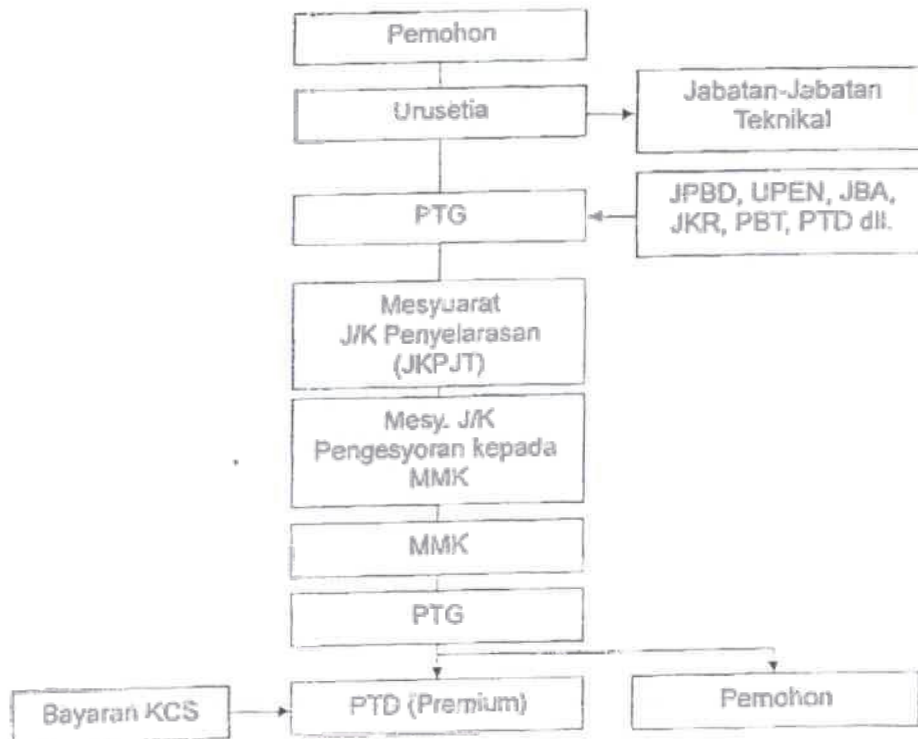 Pemohon
Urusetia
Jabatan-Jabatan
Teknikal
JPBD, UPEN, JBA,
JKR, PBT, PTD dll.
PTG
Mesyuarat
J/K Penyelarasan
(JKPJT)
Mesy. J/K
Pengesyoran kepada
MMK
MMK
PTG
Bayaran KCS
PTD (Premium)
Pemohon